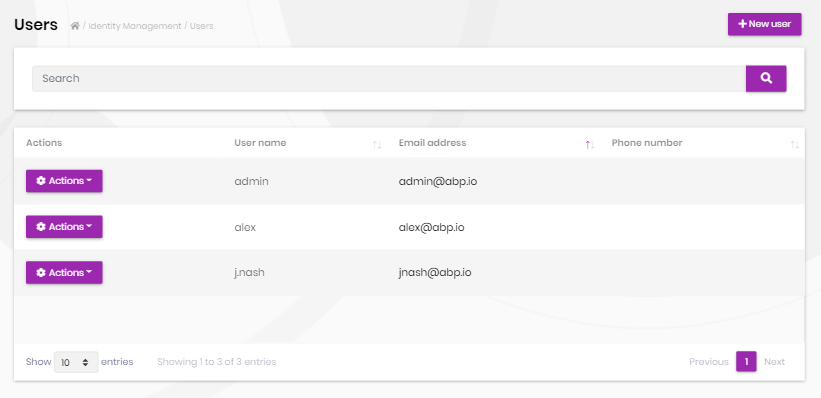 Users / Identity Management / Users + New user
Search
Actions User name Email address Phone number
Actions admin admin@abp.io
Actions alex alex@abp.io
Actions j.nash jnash@abp.io
Show 10 entries Showing 1 to 3 of 3 entries Previous 1 Next